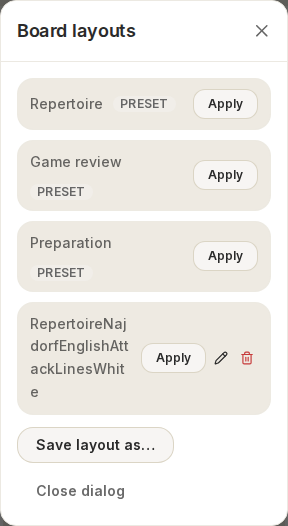 Board layouts
Repertoire PRESET Apply
Game review
PRESET
Apply
Preparation
PRESET
Apply
RepertoireNaj
dorfEnglishAtt
ackLinesWhit
e
Apply
Save layout as...
Close dialog